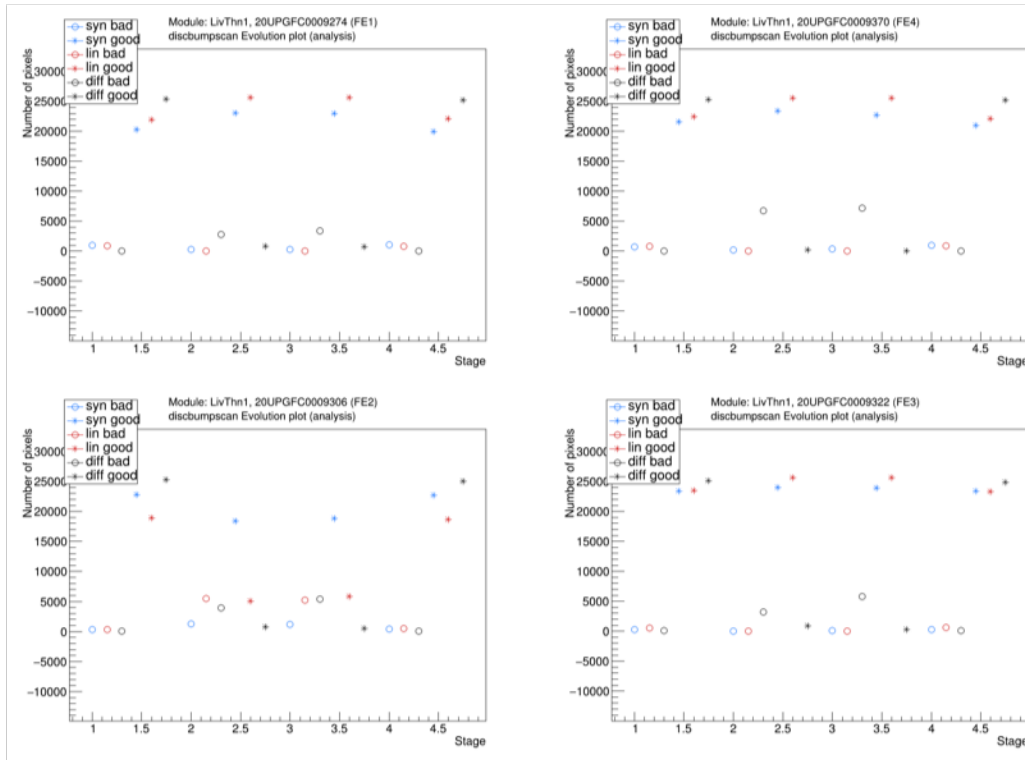 Module: LivThn1, 20UPGFC0009274 (FE1)
discbumpscan Evolution plot (analysis)
syn bad
syn good
lin bad
lin good
diff bad
diff good
Number of pixels
30000
25000
20000
15000
10000
5000
0
−5000
−10000
1 1.5 2 2.5 3 3.5 4 4.5
Stage
Module: LivThn1, 20UPGFC0009370 (FE4)
discbumpscan Evolution plot (analysis)
syn bad
syn good
lin bad
lin good
diff bad
diff good
Number of pixels
30000
25000
20000
15000
10000
5000
0
−5000
−10000
1 1.5 2 2.5 3 3.5 4 4.5
Stage
Module: LivThn1, 20UPGFC0009306 (FE2)
discbumpscan Evolution plot (analysis)
syn bad
syn good
lin bad
lin good
diff bad
diff good
Number of pixels
30000
25000
20000
15000
10000
5000
0
−5000
−10000
1 1.5 2 2.5 3 3.5 4 4.5
Stage
Module: LivThn1, 20UPGFC0009322 (FE3)
discbumpscan Evolution plot (analysis)
syn bad
syn good
lin bad
lin good
diff bad
diff good
Number of pixels
30000
25000
20000
15000
10000
5000
0
−5000
−10000
1 1.5 2 2.5 3 3.5 4 4.5
Stage